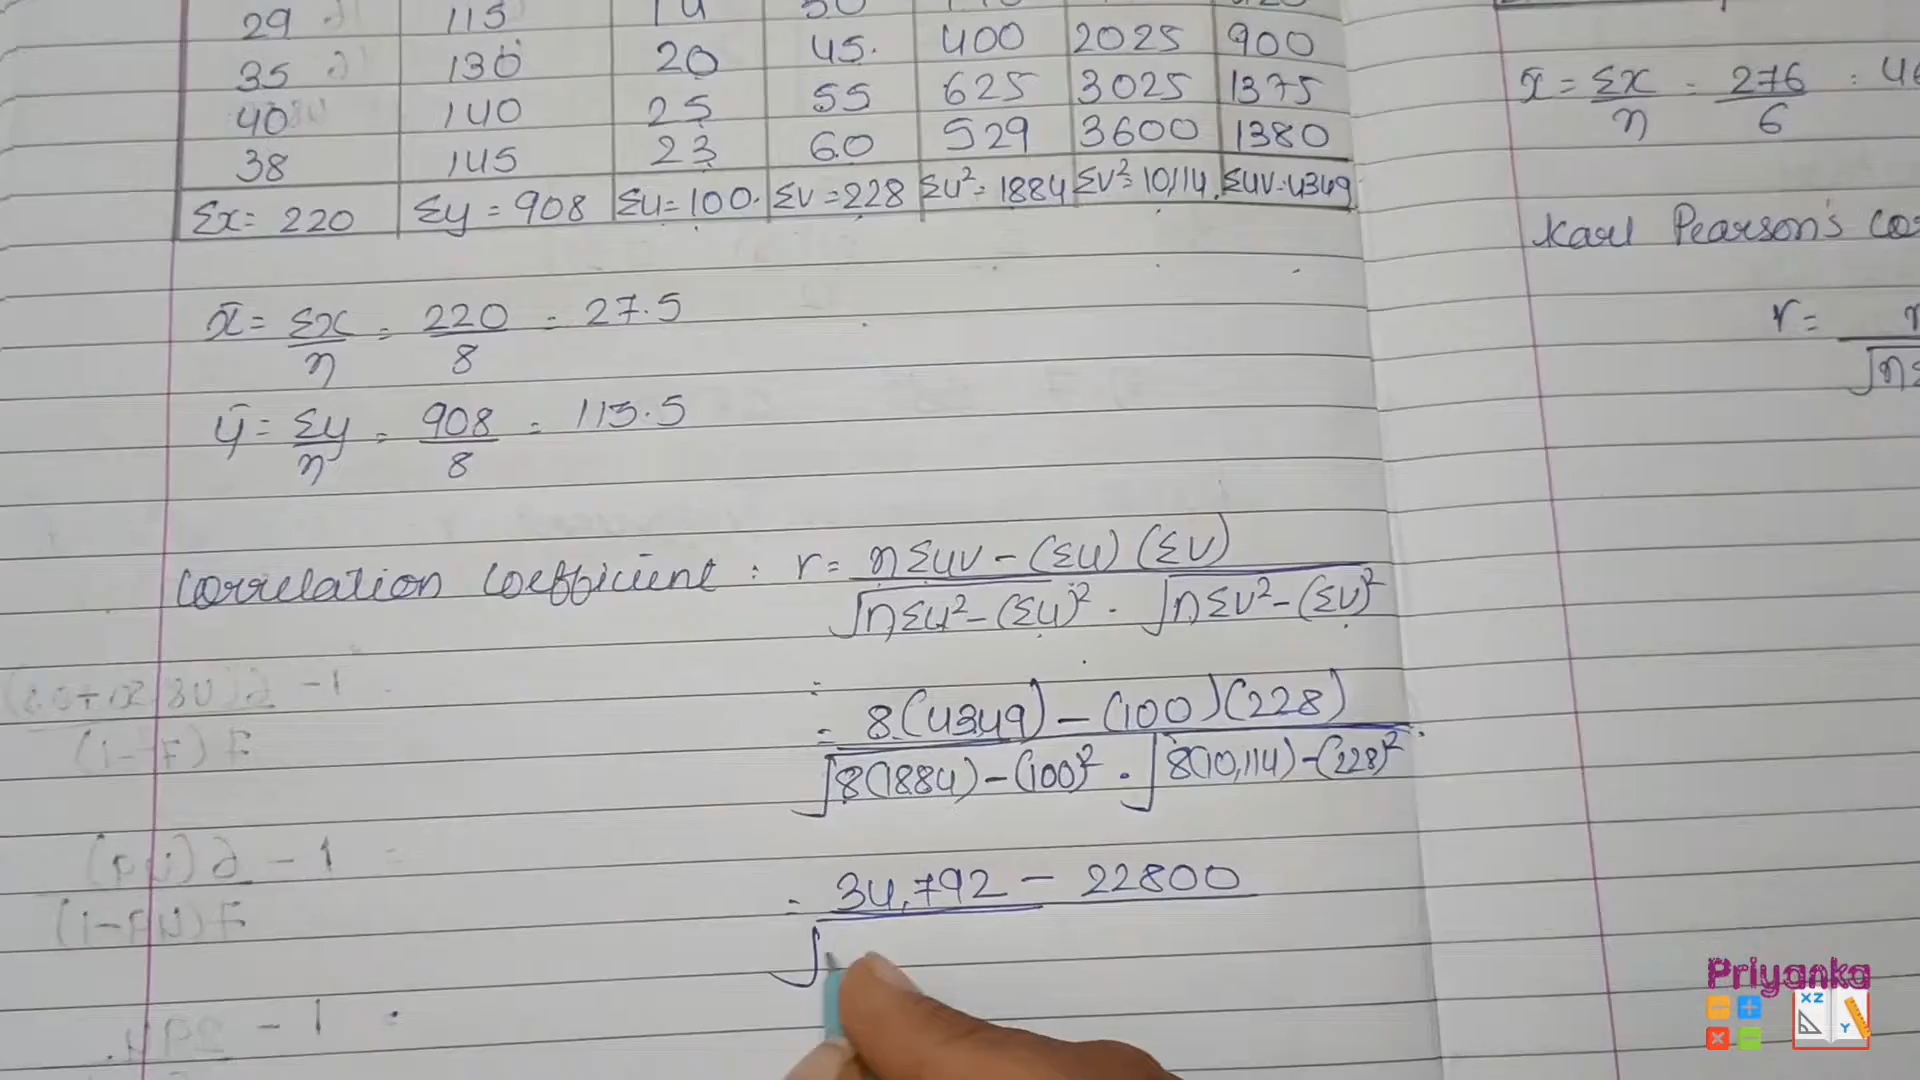 29 115 14 30
35 130 20 45. 400 2025 900
40 140 25 55 625 3025 1375
38 145 23 60 529 3600 1380
Σx = 220 Σy = 908 Σu = 100. Σv = 228 Σu² = 1884 Σv² = 10,114 Σuv = 4349
x̄ = Σx/n = 220/8 = 27.5
ȳ = Σy/n = 908/8 = 113.5
Correlation Coefficient : r = nΣuv - (Σu)(Σv) / √nΣu² - (Σu)² · √nΣv² - (Σv)²
= 8(4349) - (100)(228) / √8(1884) - (100)² · √8(10,114) - (228)²
= 34,792 - 22800
x̄ = Σx/n = 276/6 =
Karl Pearson's
r =
Priyanka
XZ
Y